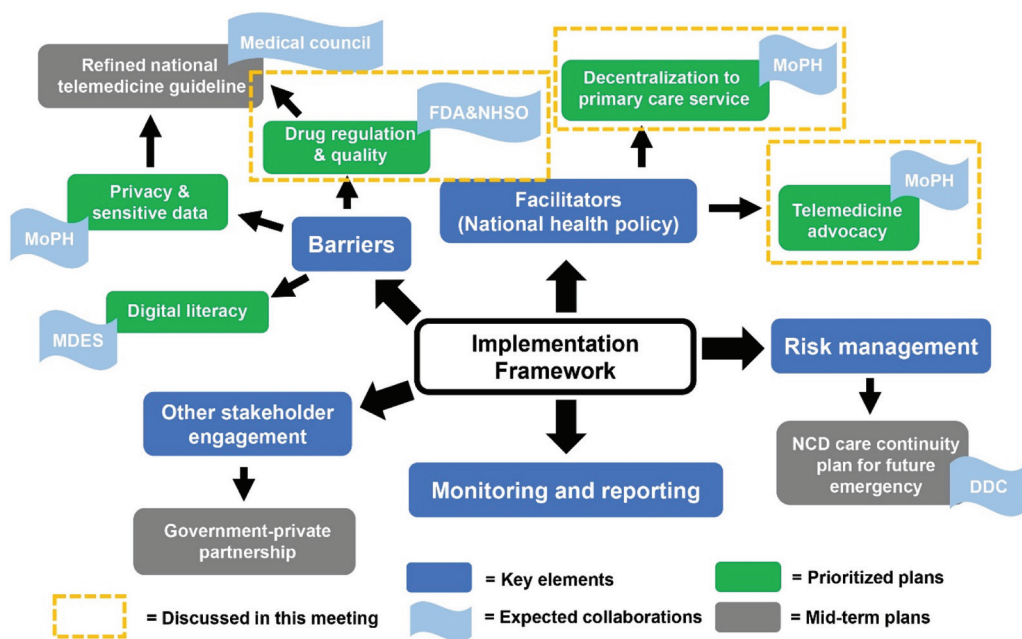 Medical council
Refined national
telemedicine guideline
MoPH
Decentralization to
primary care service
FDA&NHSO
Drug regulation
& quality
MoPH
Telemedicine
advocacy
Privacy &
sensitive data
MoPH
Facilitators
(National health policy)
Barriers
Digital literacy
MDES
Implementation
Framework
Risk management
Other stakeholder
engagement
NCD care continuity
plan for future
emergency
DDC
Monitoring and reporting
Government-private
partnership
= Key elements
= Prioritized plans
= Discussed in this meeting
= Expected collaborations
= Mid-term plans